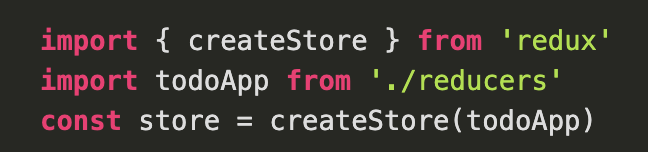 import { createStore } from 'redux'
import todoApp from './reducers'
const store = createStore(todoApp)